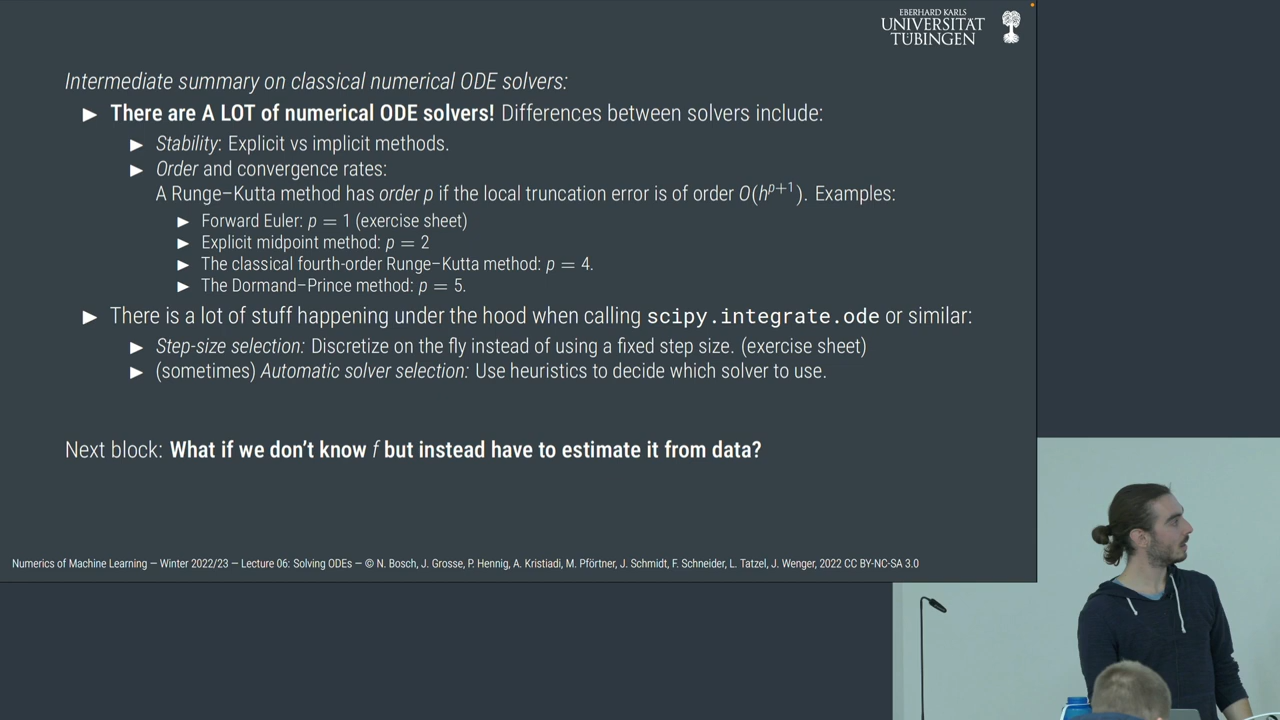 EBERHARD KARLS
UNIVERSITÄT
TÜBINGEN
Intermediate summary on classical numerical ODE solvers:
▶ There are A LOT of numerical ODE solvers! Differences between solvers include:
▶ Stability: Explicit vs implicit methods.
▶ Order and convergence rates:
A Runge–Kutta method has order p if the local truncation error is of order O(h^{p+1}). Examples:
▶ Forward Euler: p = 1 (exercise sheet)
▶ Explicit midpoint method: p = 2
▶ The classical fourth-order Runge–Kutta method: p = 4.
▶ The Dormand–Prince method: p = 5.
▶ There is a lot of stuff happening under the hood when calling scipy.integrate.ode or similar:
▶ Step-size selection: Discretize on the fly instead of using a fixed step size. (exercise sheet)
▶ (sometimes) Automatic solver selection: Use heuristics to decide which solver to use.
Next block: What if we don't know f but instead have to estimate it from data?
Numerics of Machine Learning — Winter 2022/23 — Lecture 06: Solving ODEs — © N. Bosch, J. Grosse, P. Hennig, A. Kristiadi, M. Pförtner, J. Schmidt, F. Schneider, L. Tatzel, J. Wenger, 2022 CC BY-NC-SA 3.0